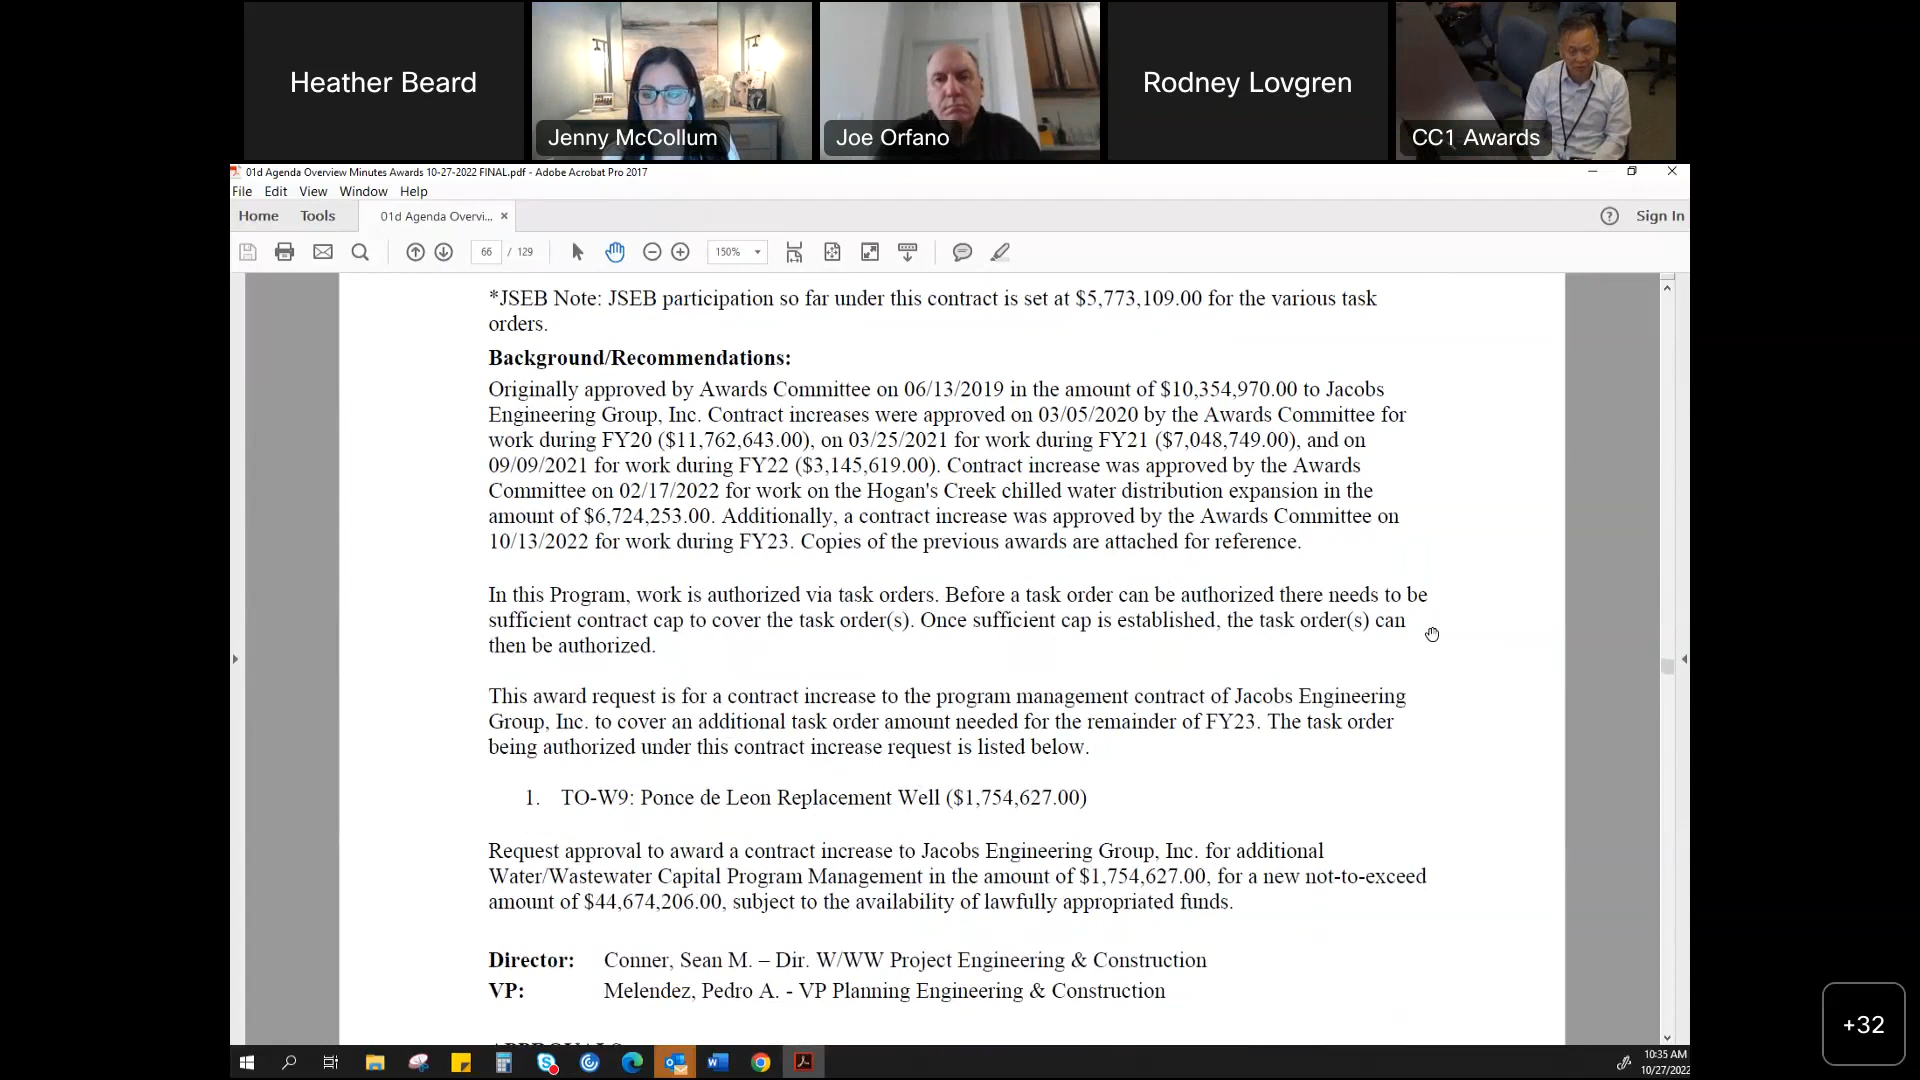 Heather Beard
Jenny McCollum
Joe Orfano
Rodney Lovgren
CC1 Awards
01d Agenda Overview Minutes Awards 10-27-2022 FINAL.pdf - Adobe Acrobat Pro 2017
File Edit View Window Help
Home Tools 01d Agenda Overvi... × Sign In
66 / 129 150%
*JSEB Note: JSEB participation so far under this contract is set at $5,773,109.00 for the various task
orders.
Background/Recommendations:
Originally approved by Awards Committee on 06/13/2019 in the amount of $10,354,970.00 to Jacobs
Engineering Group, Inc. Contract increases were approved on 03/05/2020 by the Awards Committee for
work during FY20 ($11,762,643.00), on 03/25/2021 for work during FY21 ($7,048,749.00), and on
09/09/2021 for work during FY22 ($3,145,619.00). Contract increase was approved by the Awards
Committee on 02/17/2022 for work on the Hogan's Creek chilled water distribution expansion in the
amount of $6,724,253.00. Additionally, a contract increase was approved by the Awards Committee on
10/13/2022 for work during FY23. Copies of the previous awards are attached for reference.
In this Program, work is authorized via task orders. Before a task order can be authorized there needs to be
sufficient contract cap to cover the task order(s). Once sufficient cap is established, the task order(s) can
then be authorized.
This award request is for a contract increase to the program management contract of Jacobs Engineering
Group, Inc. to cover an additional task order amount needed for the remainder of FY23. The task order
being authorized under this contract increase request is listed below.
1. TO-W9: Ponce de Leon Replacement Well ($1,754,627.00)
Request approval to award a contract increase to Jacobs Engineering Group, Inc. for additional
Water/Wastewater Capital Program Management in the amount of $1,754,627.00, for a new not-to-exceed
amount of $44,674,206.00, subject to the availability of lawfully appropriated funds.
Director: Conner, Sean M. – Dir. W/WW Project Engineering & Construction
VP: Melendez, Pedro A. - VP Planning Engineering & Construction
+32
10:35 AM
10/27/2022